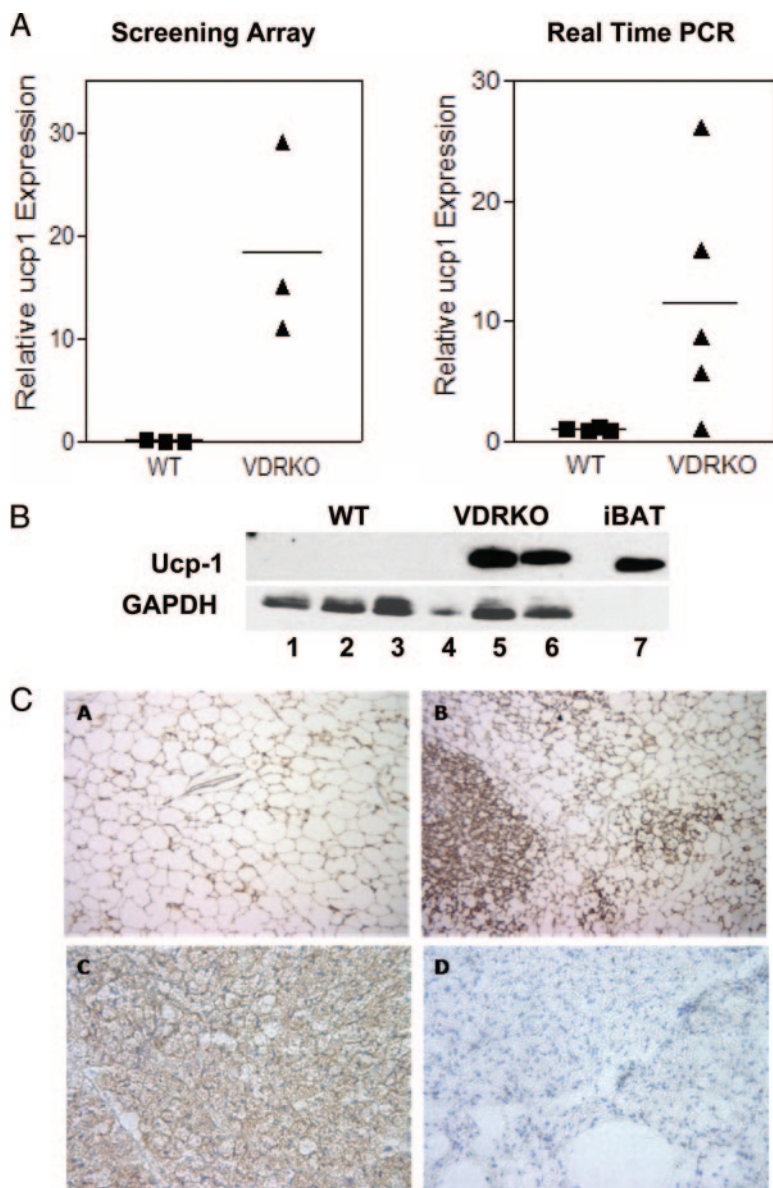 A
Screening Array
Real Time PCR
Relative ucp1 Expression
30
20
10
0
WT VDRKO
Relative ucp1 Expression
30
20
10
0
WT VDRKO
B
WT VDRKO iBAT
Ucp-1
GAPDH
1 2 3 4 5 6 7
C
A
B
C
D